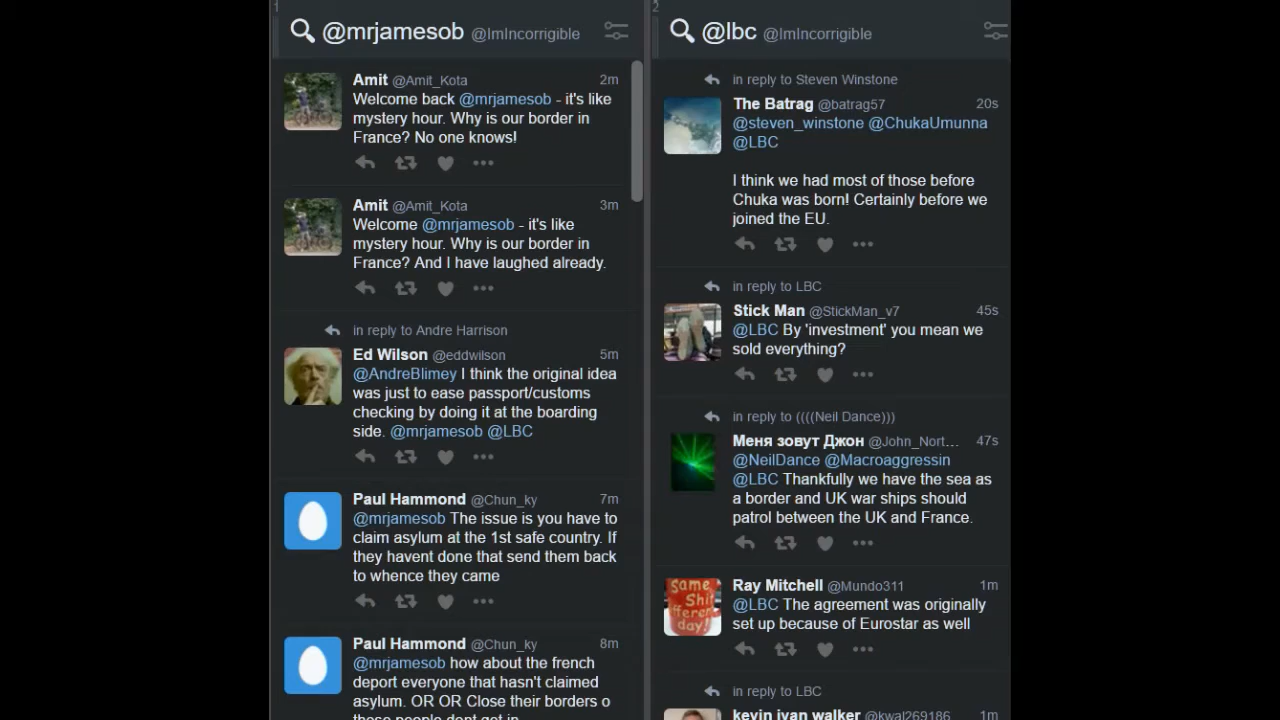 1
@mrjamesob @ImIncorrigible
Amit @Amit_Kota 2m
Welcome back @mrjamesob - it's like
mystery hour. Why is our border in
France? No one knows!
Amit @Amit_Kota 3m
Welcome @mrjamesob - it's like
mystery hour. Why is our border in
France? And I have laughed already.
in reply to Andre Harrison
Ed Wilson @eddwilson 5m
@AndreBlimey I think the original idea
was just to ease passport/customs
checking by doing it at the boarding
side. @mrjamesob @LBC
Paul Hammond @Chun_ky 7m
@mrjamesob The issue is you have to
claim asylum at the 1st safe country. If
they havent done that send them back
to whence they came
Paul Hammond @Chun_ky 8m
@mrjamesob how about the french
deport everyone that hasn't claimed
asylum. OR OR Close their borders o
these people dont get in
2
@lbc @ImIncorrigible
in reply to Steven Winstone
The Batrag @batrag57 20s
@steven_winstone @ChukaUmunna
@LBC
I think we had most of those before
Chuka was born! Certainly before we
joined the EU.
in reply to LBC
Stick Man @StickMan_v7 45s
@LBC By 'investment' you mean we
sold everything?
in reply to ((((Neil Dance)))
Меня зовут Джон @John_Nort... 47s
@NeilDance @Macroaggressin
@LBC Thankfully we have the sea as
a border and UK war ships should
patrol between the UK and France.
Ray Mitchell @Mundo311 1m
@LBC The agreement was originally
set up because of Eurostar as well
Same
Shit
Different
day!
in reply to LBC
kevin ivan walker @kwal269186 1m